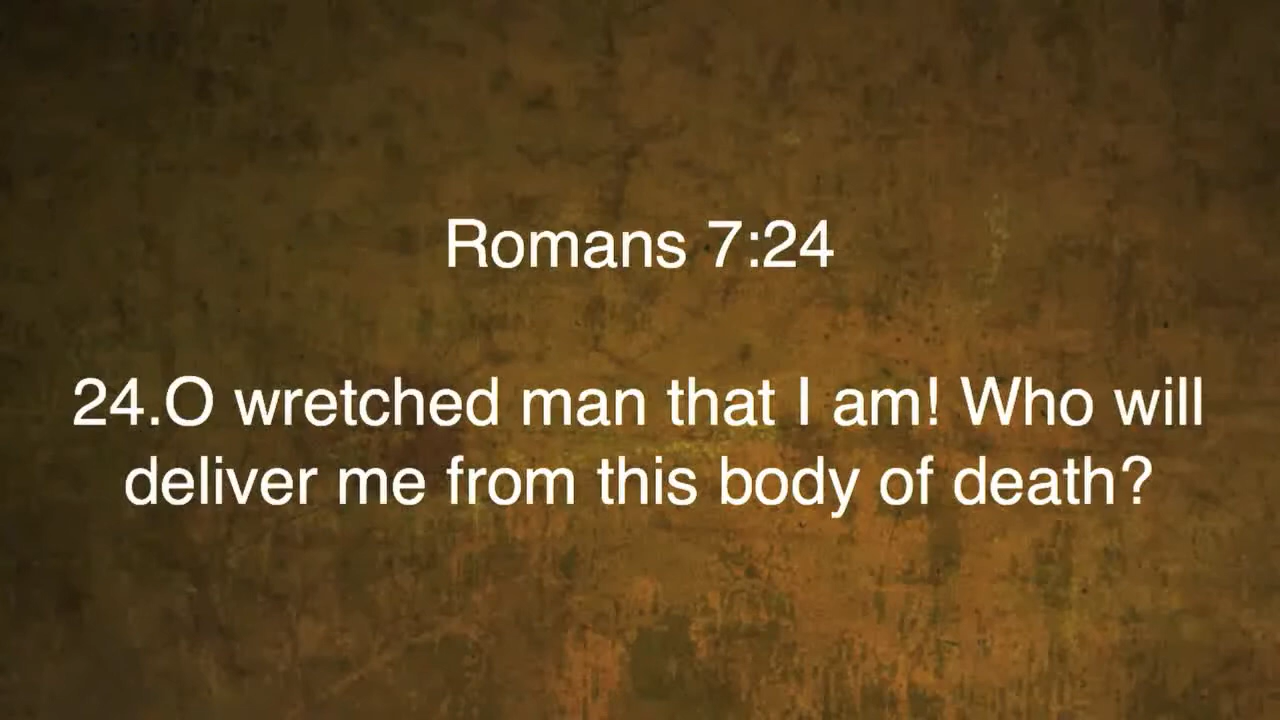 Romans 7:24
24.O wretched man that I am! Who will
deliver me from this body of death?